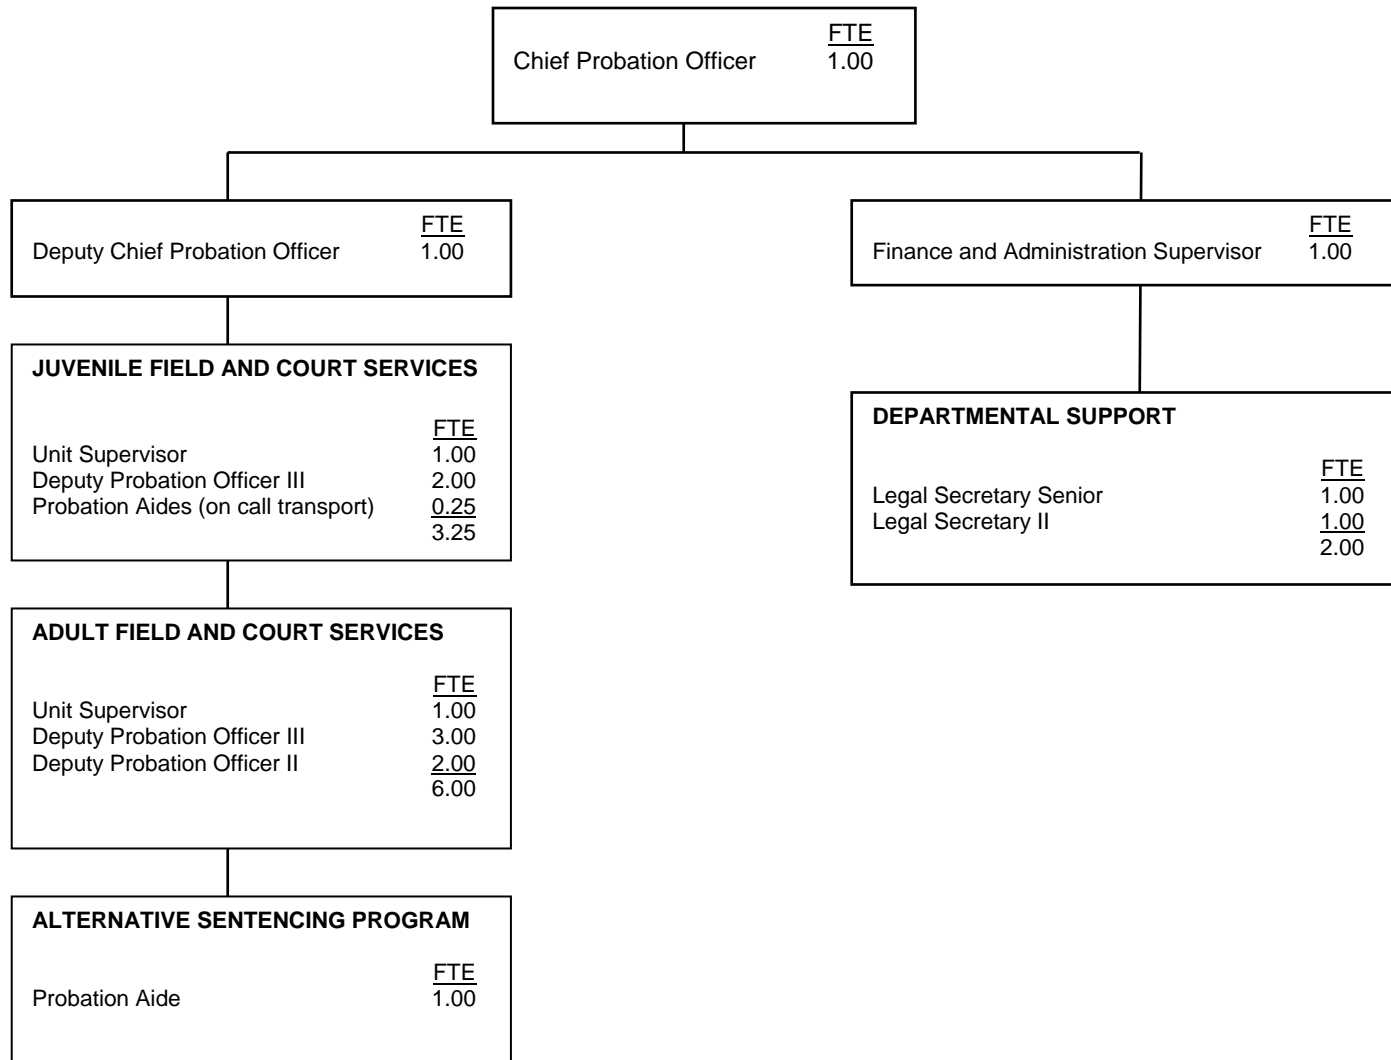 FTE
Chief Probation Officer 1.00
FTE
Deputy Chief Probation Officer 1.00
FTE
Finance and Administration Supervisor 1.00
JUVENILE FIELD AND COURT SERVICES
FTE
Unit Supervisor 1.00
Deputy Probation Officer III 2.00
Probation Aides (on call transport) 0.25
3.25
DEPARTMENTAL SUPPORT
FTE
Legal Secretary Senior 1.00
Legal Secretary II 1.00
2.00
ADULT FIELD AND COURT SERVICES
FTE
Unit Supervisor 1.00
Deputy Probation Officer III 3.00
Deputy Probation Officer II 2.00
6.00
ALTERNATIVE SENTENCING PROGRAM
FTE
Probation Aide 1.00